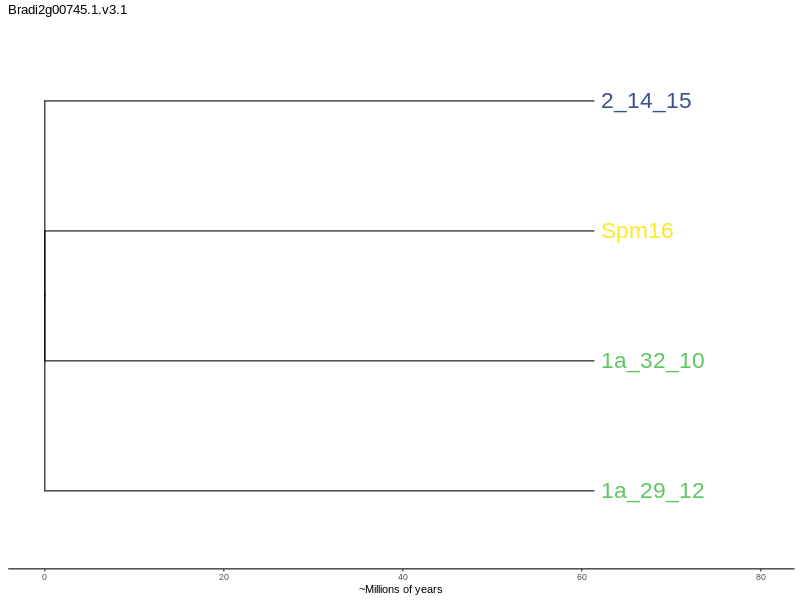 Bradi2g00745.1.v3.1
2_14_15
Spm16
1a_32_10
1a_29_12
0 20 40 60 80
~Millions of years